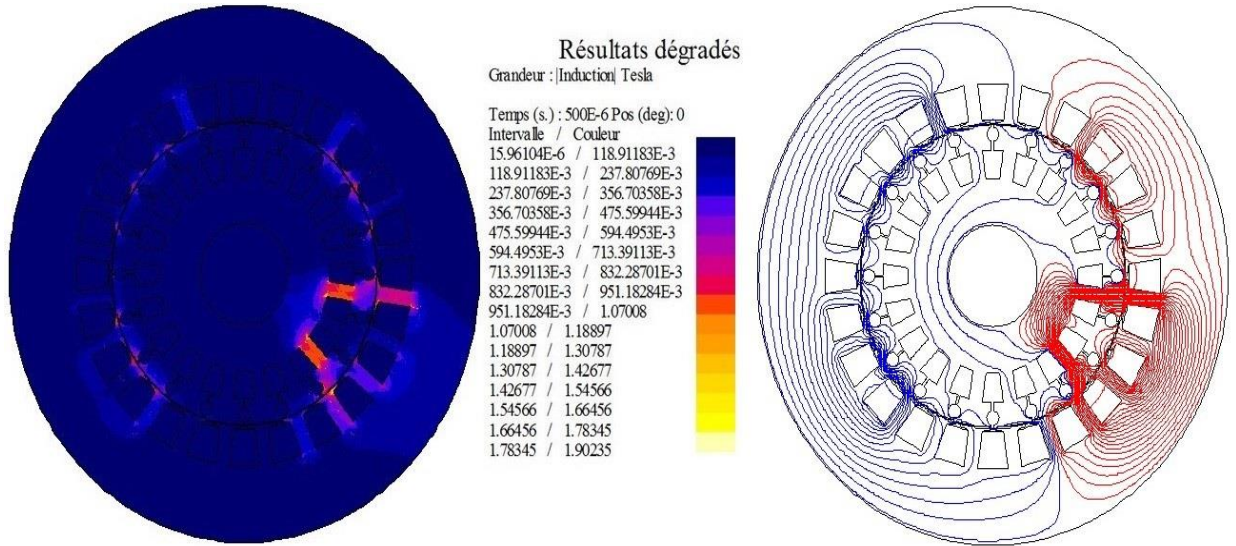 Résultats dégradés
Grandeur : |Induction| Tesla
Temps (s.) : 500E-6 Pos (deg): 0
Intervalle / Couleur
15.96104E-6 / 118.91183E-3
118.91183E-3 / 237.80769E-3
237.80769E-3 / 356.70358E-3
356.70358E-3 / 475.59944E-3
475.59944E-3 / 594.4953E-3
594.4953E-3 / 713.39113E-3
713.39113E-3 / 832.28701E-3
832.28701E-3 / 951.18284E-3
951.18284E-3 / 1.07008
1.07008 / 1.18897
1.18897 / 1.30787
1.30787 / 1.42677
1.42677 / 1.54566
1.54566 / 1.66456
1.66456 / 1.78345
1.78345 / 1.90235